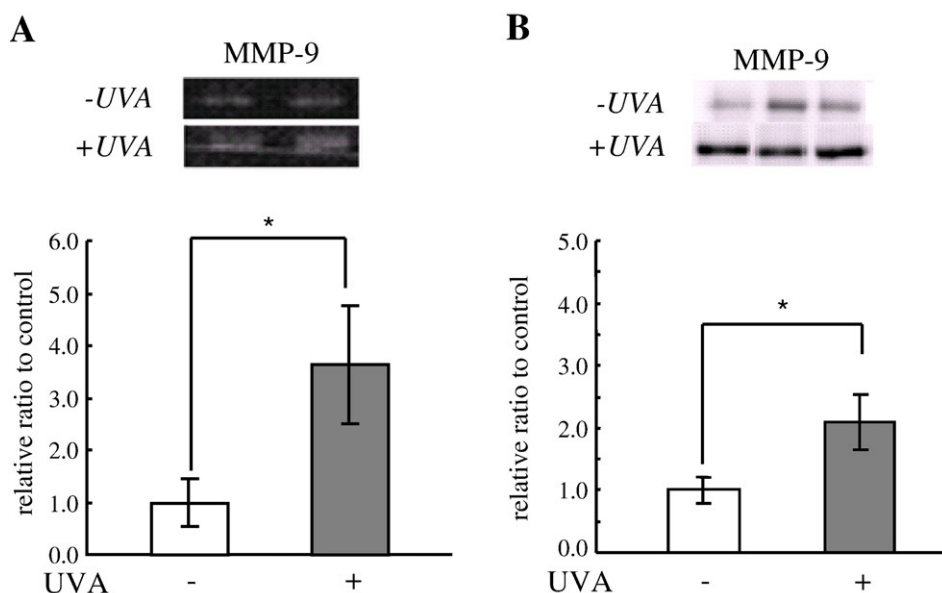 A
MMP-9
-UVA
+UVA
relative ratio to control
6.0
5.0
4.0
3.0
2.0
1.0
0.0
*
UVA - +
B
MMP-9
-UVA
+UVA
relative ratio to control
5.0
4.0
3.0
2.0
1.0
0.0
*
UVA - +